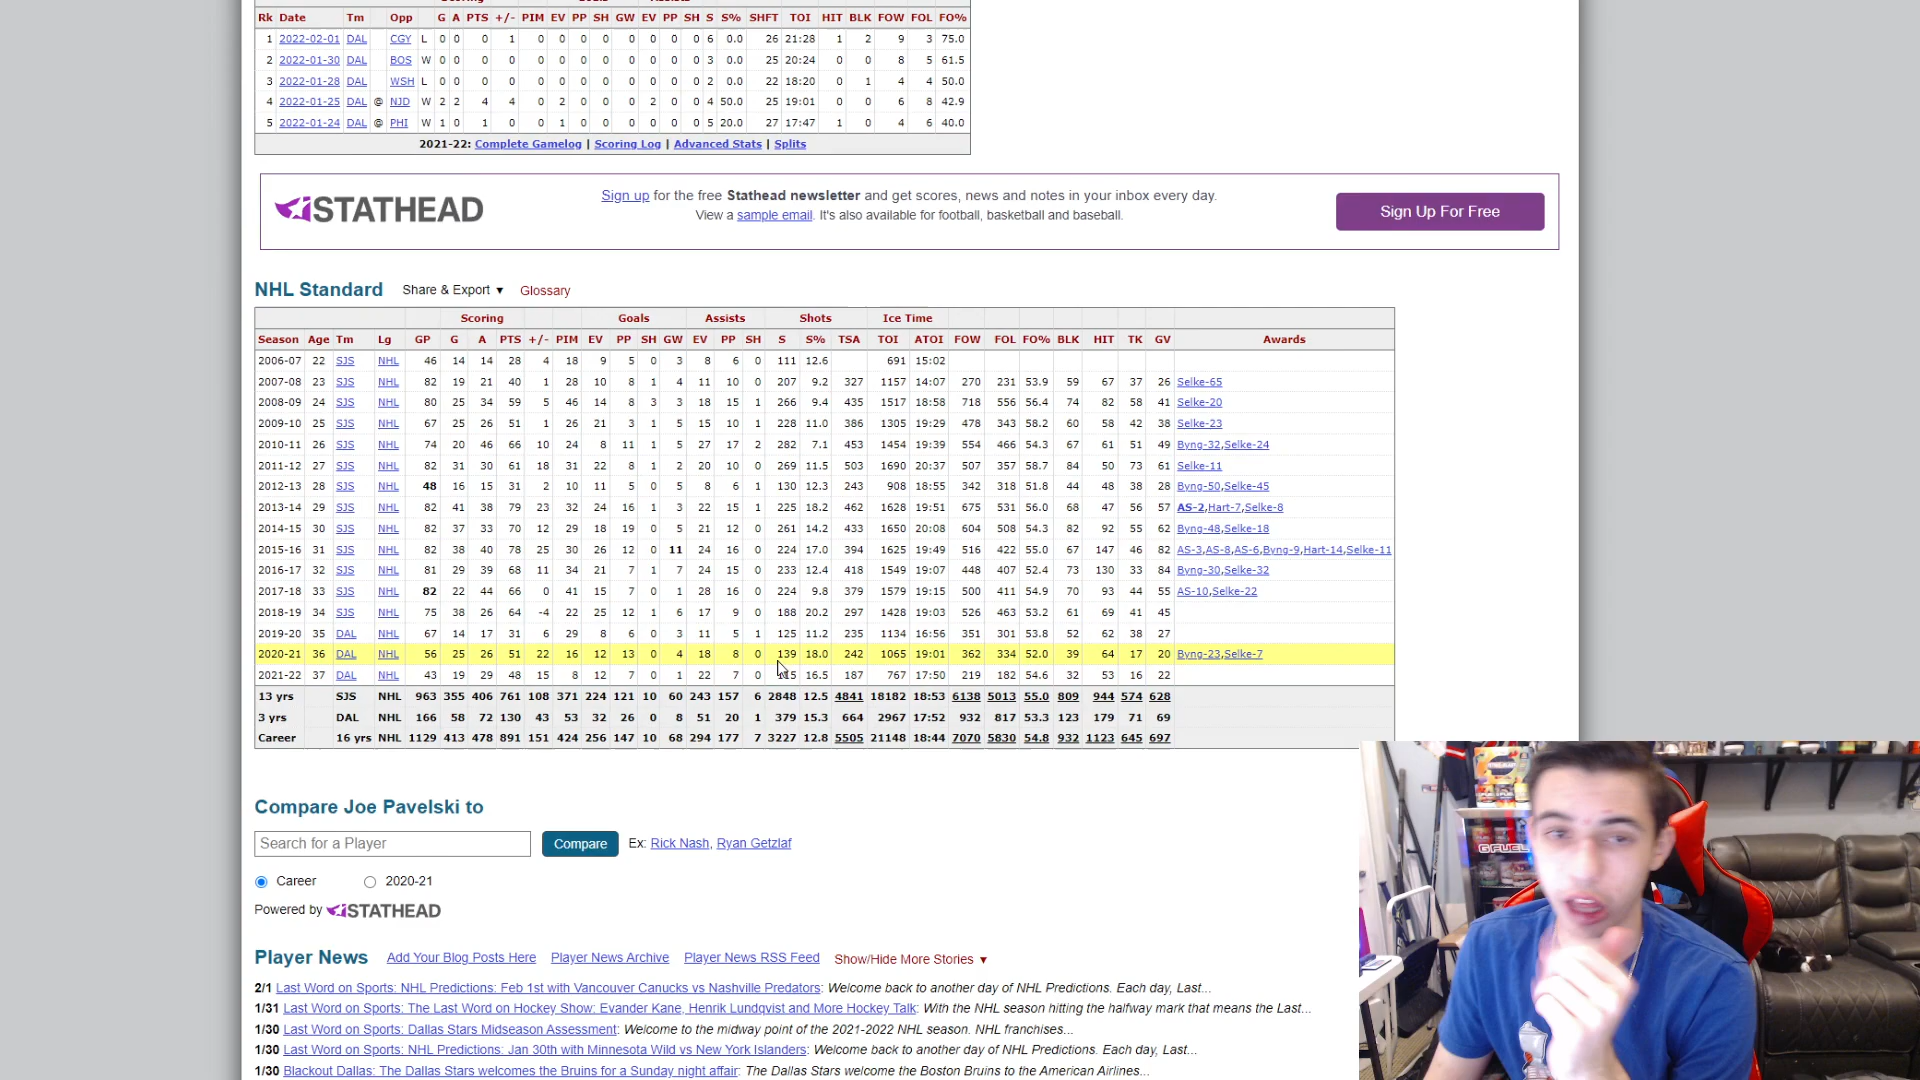 Scoring Goals Assists
Rk Date Tm Opp G A PTS +/- PIM EV PP SH GW EV PP SH S S% SHFT TOI HIT BLK FOW FOL FO%
1 2022-02-01 DAL CGY L 0 0 0 1 0 0 0 0 0 0 0 0 6 0.0 26 21:28 1 2 9 3 75.0
2 2022-01-30 DAL BOS W 0 0 0 0 0 0 0 0 0 0 0 0 3 0.0 25 20:24 0 0 8 5 61.5
3 2022-01-28 DAL WSH L 0 0 0 0 0 0 0 0 0 0 0 0 2 0.0 22 18:20 0 1 4 4 50.0
4 2022-01-25 DAL @ NJD W 2 2 4 4 0 2 0 0 0 2 0 0 4 50.0 25 19:01 0 0 6 8 42.9
5 2022-01-24 DAL @ PHI W 1 0 1 0 0 1 0 0 0 0 0 0 5 20.0 27 17:47 1 0 4 6 40.0
2021-22: Complete Gamelog | Scoring Log | Advanced Stats | Splits
STATHEAD
Sign up for the free Stathead newsletter and get scores, news and notes in your inbox every day.
View a sample email. It's also available for football, basketball and baseball.
Sign Up For Free
NHL Standard Share & Export ▼ Glossary
Scoring Goals Assists Shots Ice Time
Season Age Tm Lg GP G A PTS +/- PIM EV PP SH GW EV PP SH S S% TSA TOI ATOI FOW FOL FO% BLK HIT TK GV Awards
2006-07 22 SJS NHL 46 14 14 28 4 18 9 5 0 3 8 6 0 111 12.6 691 15:02
2007-08 23 SJS NHL 82 19 21 40 1 28 10 8 1 4 11 10 0 207 9.2 327 1157 14:07 270 231 53.9 59 67 37 26 Selke-65
2008-09 24 SJS NHL 80 25 34 59 5 46 14 8 3 3 18 15 1 266 9.4 435 1517 18:58 718 556 56.4 74 82 58 41 Selke-20
2009-10 25 SJS NHL 67 25 26 51 1 26 21 3 1 5 15 10 1 228 11.0 386 1305 19:29 478 343 58.2 60 58 42 38 Selke-23
2010-11 26 SJS NHL 74 20 46 66 10 24 8 11 1 5 27 17 2 282 7.1 453 1454 19:39 554 466 54.3 67 61 51 49 Byng-32,Selke-24
2011-12 27 SJS NHL 82 31 30 61 18 31 22 8 1 2 20 10 0 269 11.5 503 1690 20:37 507 357 58.7 84 50 73 61 Selke-11
2012-13 28 SJS NHL 48 16 15 31 2 10 11 5 0 5 8 6 1 130 12.3 243 908 18:55 342 318 51.8 44 48 38 28 Byng-50,Selke-45
2013-14 29 SJS NHL 82 41 38 79 23 32 24 16 1 3 22 15 1 225 18.2 462 1628 19:51 675 531 56.0 68 47 56 57 AS-2,Hart-7,Selke-8
2014-15 30 SJS NHL 82 37 33 70 12 29 18 19 0 5 21 12 0 261 14.2 433 1650 20:08 604 508 54.3 82 92 55 62 Byng-48,Selke-18
2015-16 31 SJS NHL 82 38 40 78 25 30 26 12 0 11 24 16 0 224 17.0 394 1625 19:49 516 422 55.0 67 147 46 82 AS-3,AS-8,AS-6,Byng-9,Hart-14,Selke-11
2016-17 32 SJS NHL 81 29 39 68 11 34 21 7 1 7 24 15 0 233 12.4 418 1549 19:07 448 407 52.4 73 130 33 84 Byng-30,Selke-32
2017-18 33 SJS NHL 82 22 44 66 0 41 15 7 0 1 28 16 0 224 9.8 379 1579 19:15 500 411 54.9 70 93 44 55 AS-10,Selke-22
2018-19 34 SJS NHL 75 38 26 64 -4 22 25 12 1 6 17 9 0 188 20.2 297 1428 19:03 526 463 53.2 61 69 41 45
2019-20 35 DAL NHL 67 14 17 31 6 29 8 6 0 3 11 5 1 125 11.2 235 1134 16:56 351 301 53.8 52 62 38 27
2020-21 36 DAL NHL 56 25 26 51 22 16 12 13 0 4 18 8 0 139 18.0 242 1065 19:01 362 334 52.0 39 64 17 20 Byng-23,Selke-7
2021-22 37 DAL NHL 43 19 29 48 15 8 12 7 0 1 22 7 0 16.5 187 767 17:50 219 182 54.6 32 53 16 22
13 yrs SJS NHL 963 355 406 761 108 371 224 121 10 60 243 157 6 2848 12.5 4841 18182 18:53 6138 5013 55.0 809 944 574 628
3 yrs DAL NHL 166 58 72 130 43 53 32 26 0 8 51 20 1 379 15.3 664 2967 17:52 932 817 53.3 123 179 71 69
Career 16 yrs NHL 1129 413 478 891 151 424 256 147 10 68 294 177 7 3227 12.8 5505 21148 18:44 7070 5830 54.8 932 1123 645 697
Compare Joe Pavelski to
Search for a Player Compare Ex: Rick Nash, Ryan Getzlaf
Career 2020-21
Powered by STATHEAD
Player News Add Your Blog Posts Here Player News Archive Player News RSS Feed Show/Hide More Stories ▼
2/1 Last Word on Sports: NHL Predictions: Feb 1st with Vancouver Canucks vs Nashville Predators: Welcome back to another day of NHL Predictions. Each day, Last...
1/31 Last Word on Sports: The Last Word on Hockey Show: Evander Kane, Henrik Lundqvist and More Hockey Talk: With the NHL season hitting the halfway mark that means the Last...
1/30 Last Word on Sports: Dallas Stars Midseason Assessment: Welcome to the midway point of the 2021-2022 NHL season. NHL franchises...
1/30 Last Word on Sports: NHL Predictions: Jan 30th with Minnesota Wild vs New York Islanders: Welcome back to another day of NHL Predictions. Each day, Last...
1/30 Blackout Dallas: The Dallas Stars welcomes the Bruins for a Sunday night affair: The Dallas Stars welcome the Boston Bruins to the American Airlines...
G FUEL